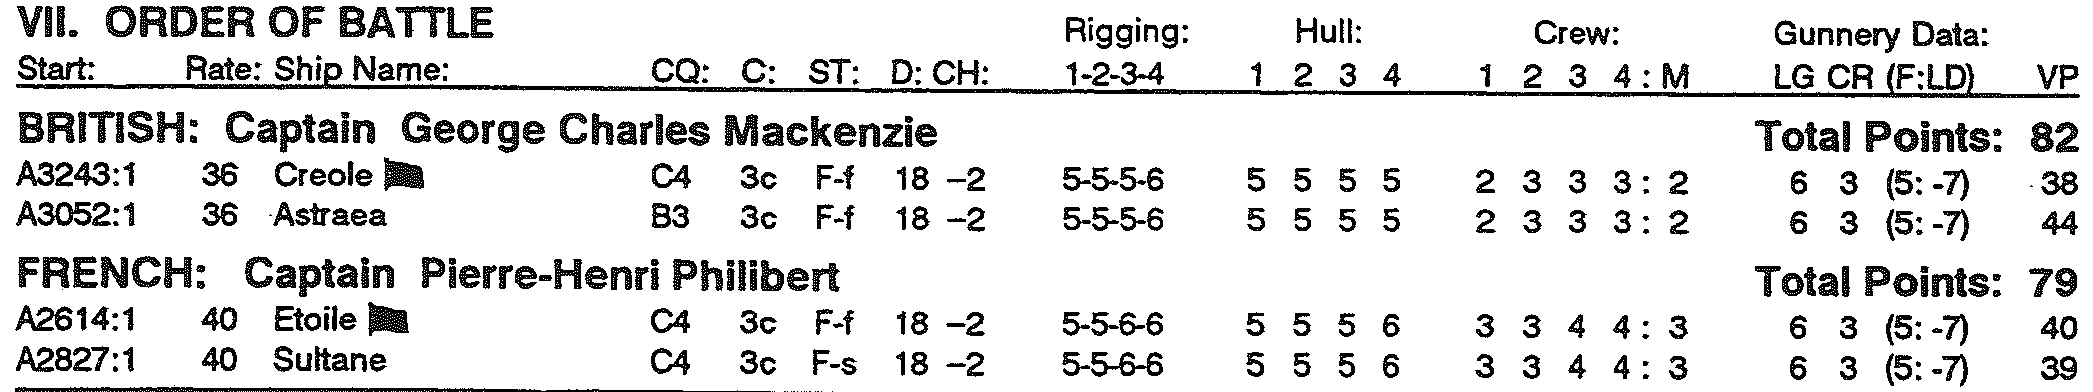 VII. ORDER OF BATTLE Rigging: Hull: Crew: Gunnery Data:
Start: Rate: Ship Name: CQ: C: ST: D: CH: 1-2-3-4 1 2 3 4 1 2 3 4 : M LG CR (F:LD) VP
BRITISH: Captain George Charles Mackenzie Total Points: 82
A3243:1 36 Creole C4 3c F-f 18 –2 5-5-5-6 5 5 5 5 2 3 3 3 : 2 6 3 (5: -7) 38
A3052:1 36 Astraea B3 3c F-f 18 –2 5-5-5-6 5 5 5 5 2 3 3 3 : 2 6 3 (5: -7) 44
FRENCH: Captain Pierre-Henri Philibert Total Points: 79
A2614:1 40 Etoile C4 3c F-f 18 –2 5-5-6-6 5 5 5 6 3 3 4 4 : 3 6 3 (5: -7) 40
A2827:1 40 Sultane C4 3c F-s 18 –2 5-5-6-6 5 5 5 6 3 3 4 4 : 3 6 3 (5: -7) 39